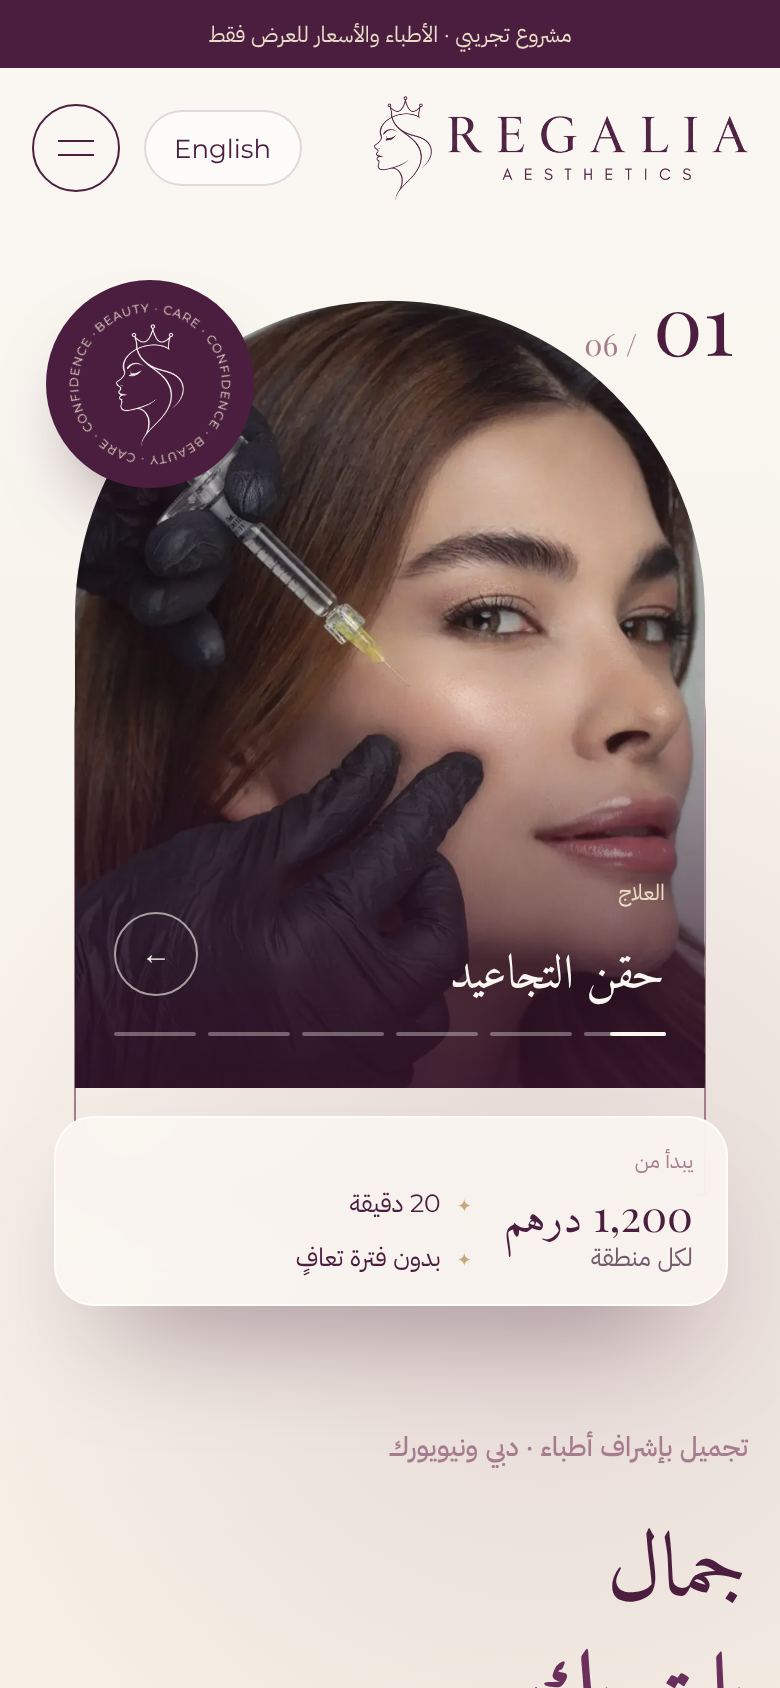 مشروع تجريبي · الأطباء والأسعار للعرض فقط
REGALIA
AESTHETICS
English
BEAUTY · CARE · CONFIDENCE · BEAUTY · CARE · CONFIDENCE ·
01 / 06
العلاج
حقن التجاعيد
←
يبدأ من
1,200 درهم
لكل منطقة
20 دقيقة
بدون فترة تعافٍ
تجميل بإشراف أطباء · دبي ونيويورك
جمال